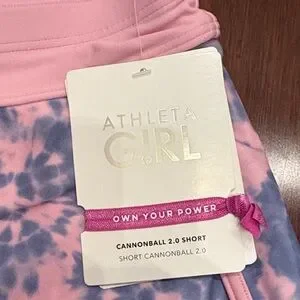 ATHLETA
GIRL
OWN YOUR POWER
CANNONBALL 2.0 SHORT
SHORT CANNONBALL 2.0